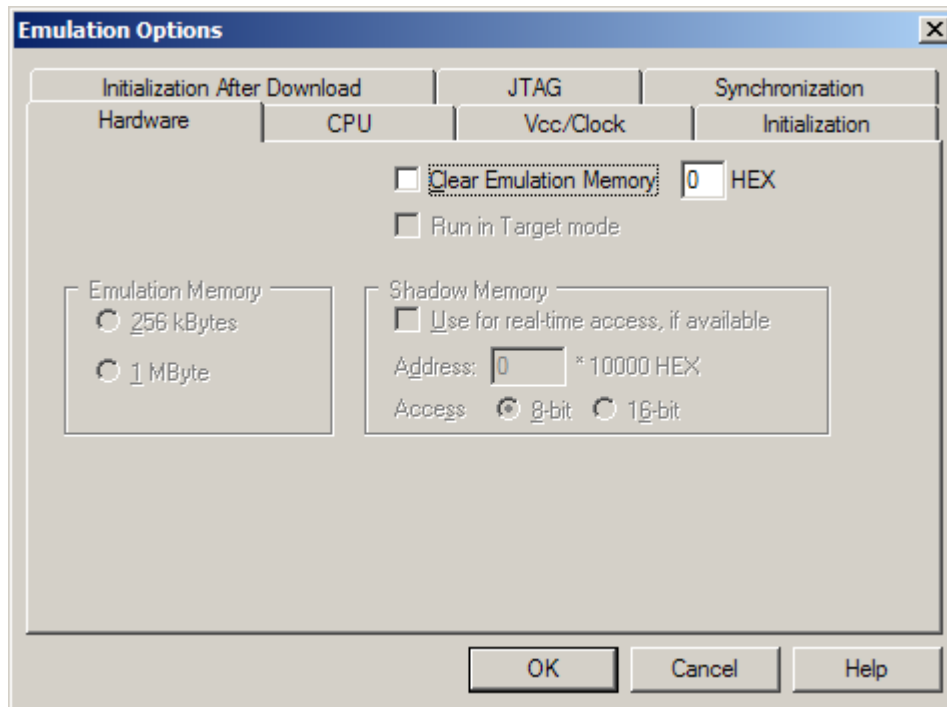 Emulation Options
Initialization After Download JTAG Synchronization
Hardware CPU Vcc/Clock Initialization
Clear Emulation Memory 0 HEX
Run in Target mode
Emulation Memory Shadow Memory
256 kBytes Use for real-time access, if available
1 MByte Address: 0 * 10000 HEX
Access 8-bit 16-bit
OK Cancel Help